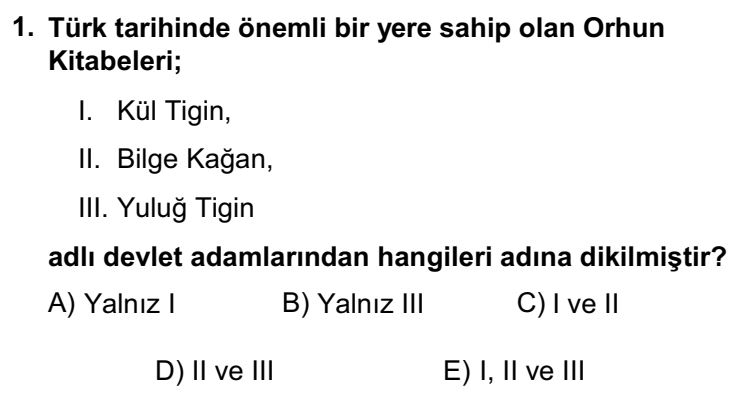 1. Türk tarihinde önemli bir yere sahip olan Orhun
Kitabeleri;
I. Kül Tigin,
II. Bilge Kağan,
III. Yuluğ Tigin
adlı devlet adamlarından hangileri adına dikilmiştir?
A) Yalnız I B) Yalnız III C) I ve II
D) II ve III E) I, II ve III